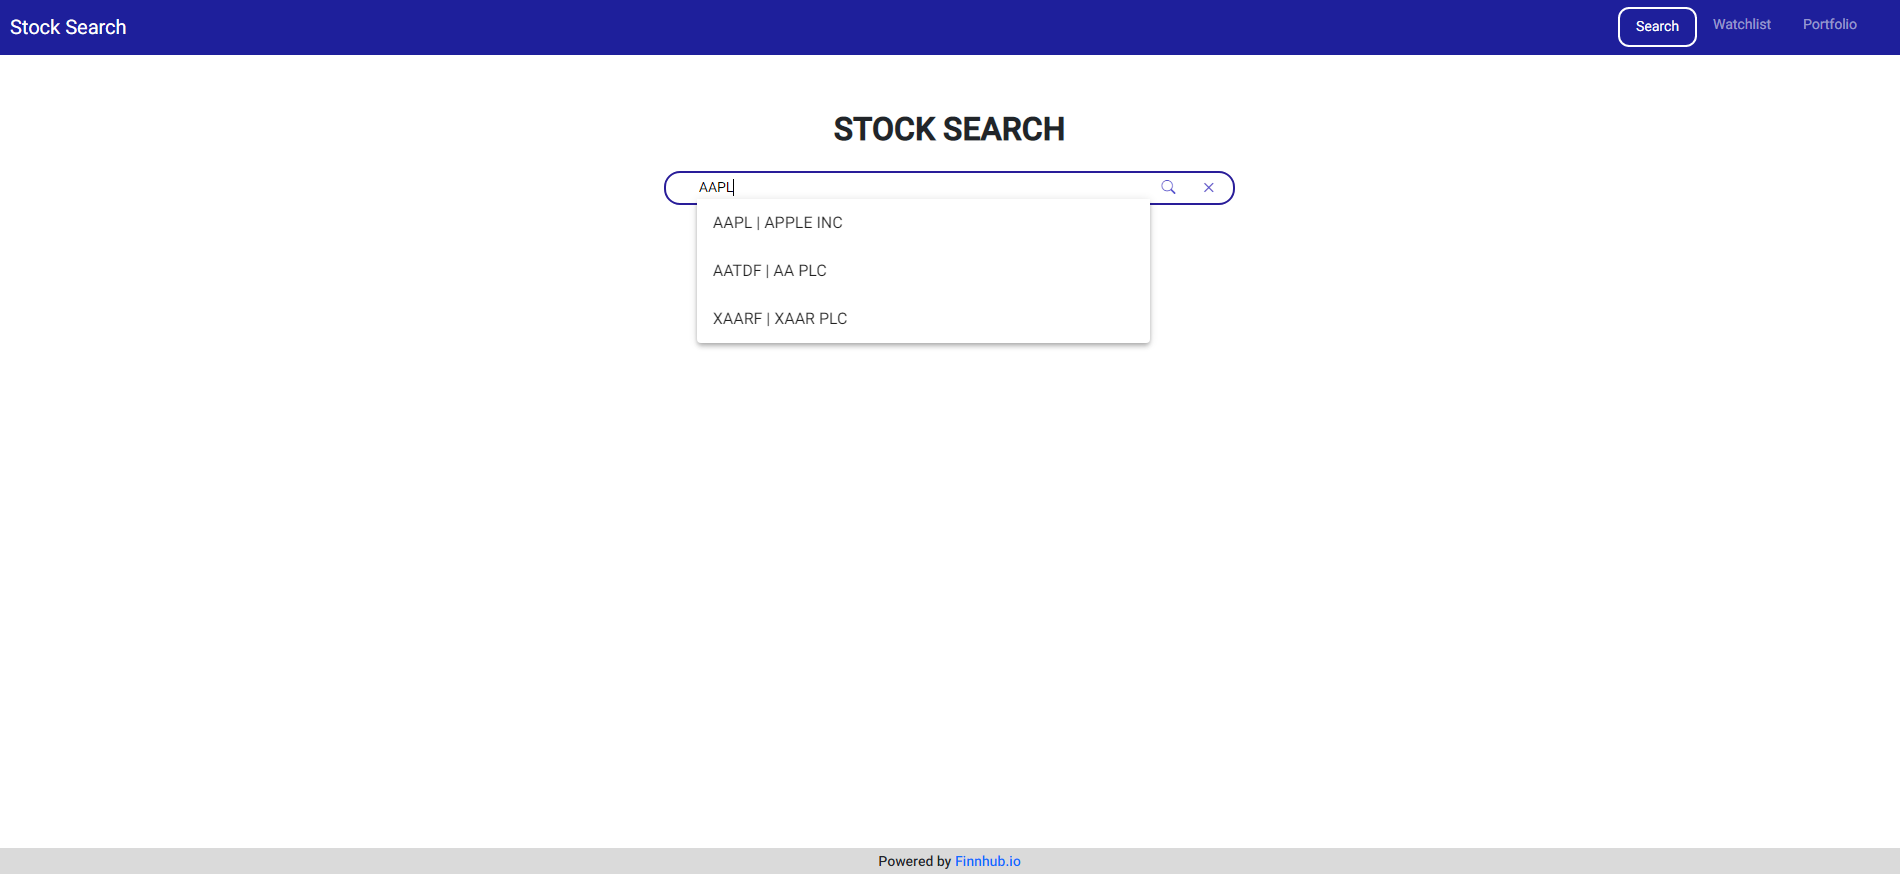 Stock Search
Search Watchlist Portfolio
STOCK SEARCH
AAPL
AAPL | APPLE INC
AATDF | AA PLC
XAARF | XAAR PLC
Powered by Finnhub.io